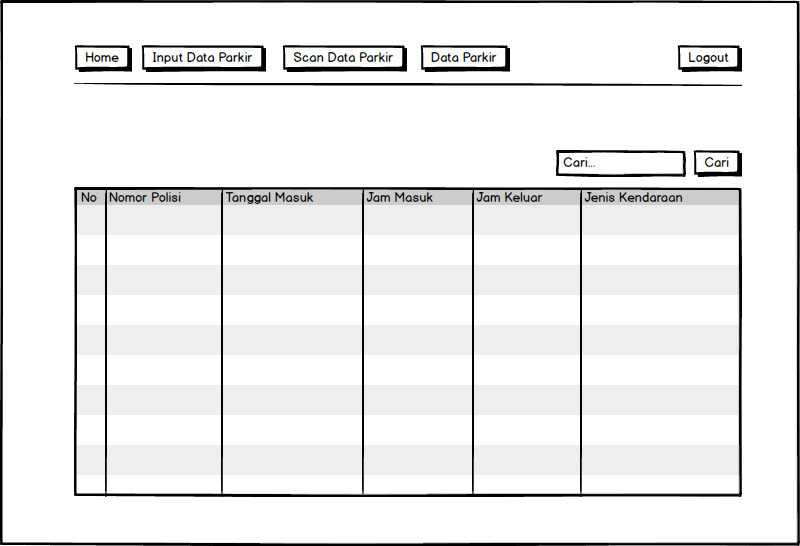 Home Input Data Parkir Scan Data Parkir Data Parkir Logout
Cari... Cari
No Nomor Polisi Tanggal Masuk Jam Masuk Jam Keluar Jenis Kendaraan